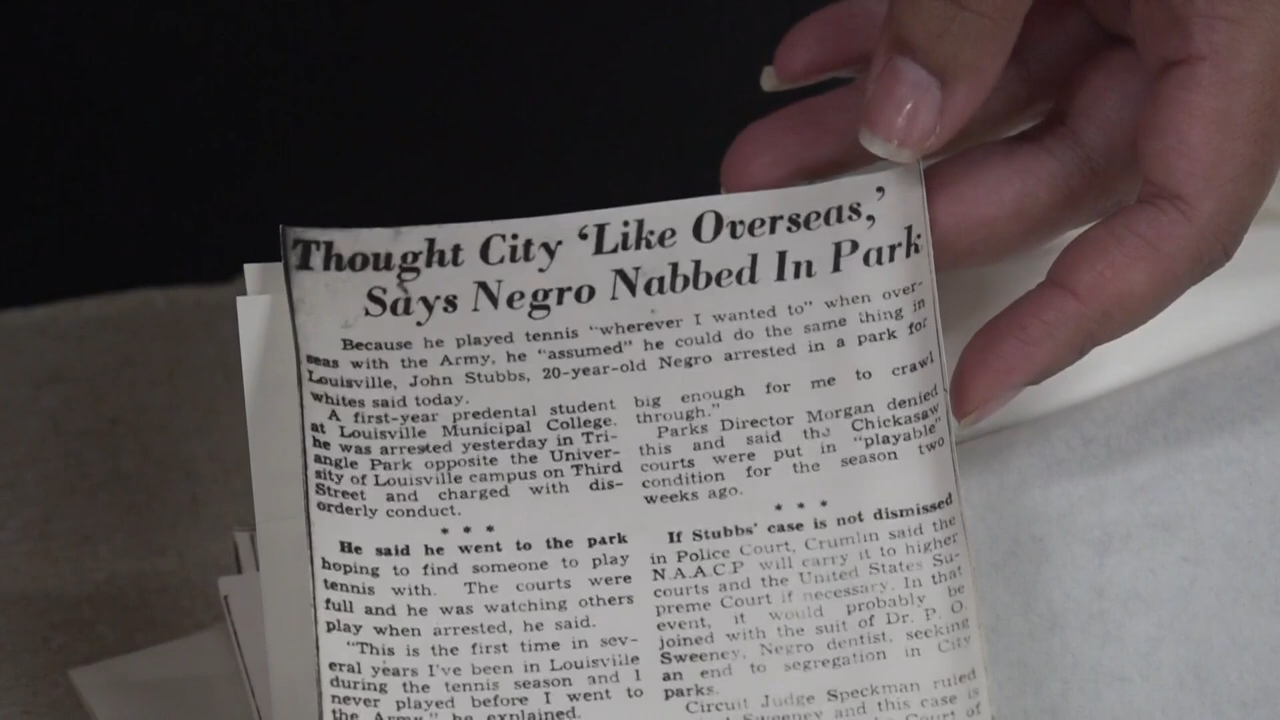 Thought City ‘Like Overseas,’
Says Negro Nabbed In Park
Because he played tennis "wherever I wanted to" when over-
seas with the Army, he "assumed" he could do the same thing in
Louisville, John Stubbs, 20-year-old Negro arrested in a park for
whites said today.
A first-year predental student
at Louisville Municipal College.
he was arrested yesterday in Tri-
angle Park opposite the Univer-
sity of Louisville campus on Third
Street and charged with dis-
orderly conduct.
* * *
He said he went to the park
hoping to find someone to play
tennis with. The courts were
full and he was watching others
play when arrested, he said.
"This is the first time in sev-
eral years I've been in Louisville
during the tennis season and I
never played before I went to
the Army," he explained.
big enough for me to crawl
through."
Parks Director Morgan denied
this and said the Chickasaw
courts were put in "playable"
condition for the season two
weeks ago.
* * *
If Stubbs' case is not dismissed
in Police Court, Crumlin said the
N.A.A.C.P will carry it to higher
courts and the United States Su-
preme Court if necessary. In that
event, it would probably be
joined with the suit of Dr. P. O.
Sweeney, Negro dentist, seeking
an end to segregation in City
parks.
Circuit Judge Speckman ruled
Sweeney and this case is
Court of